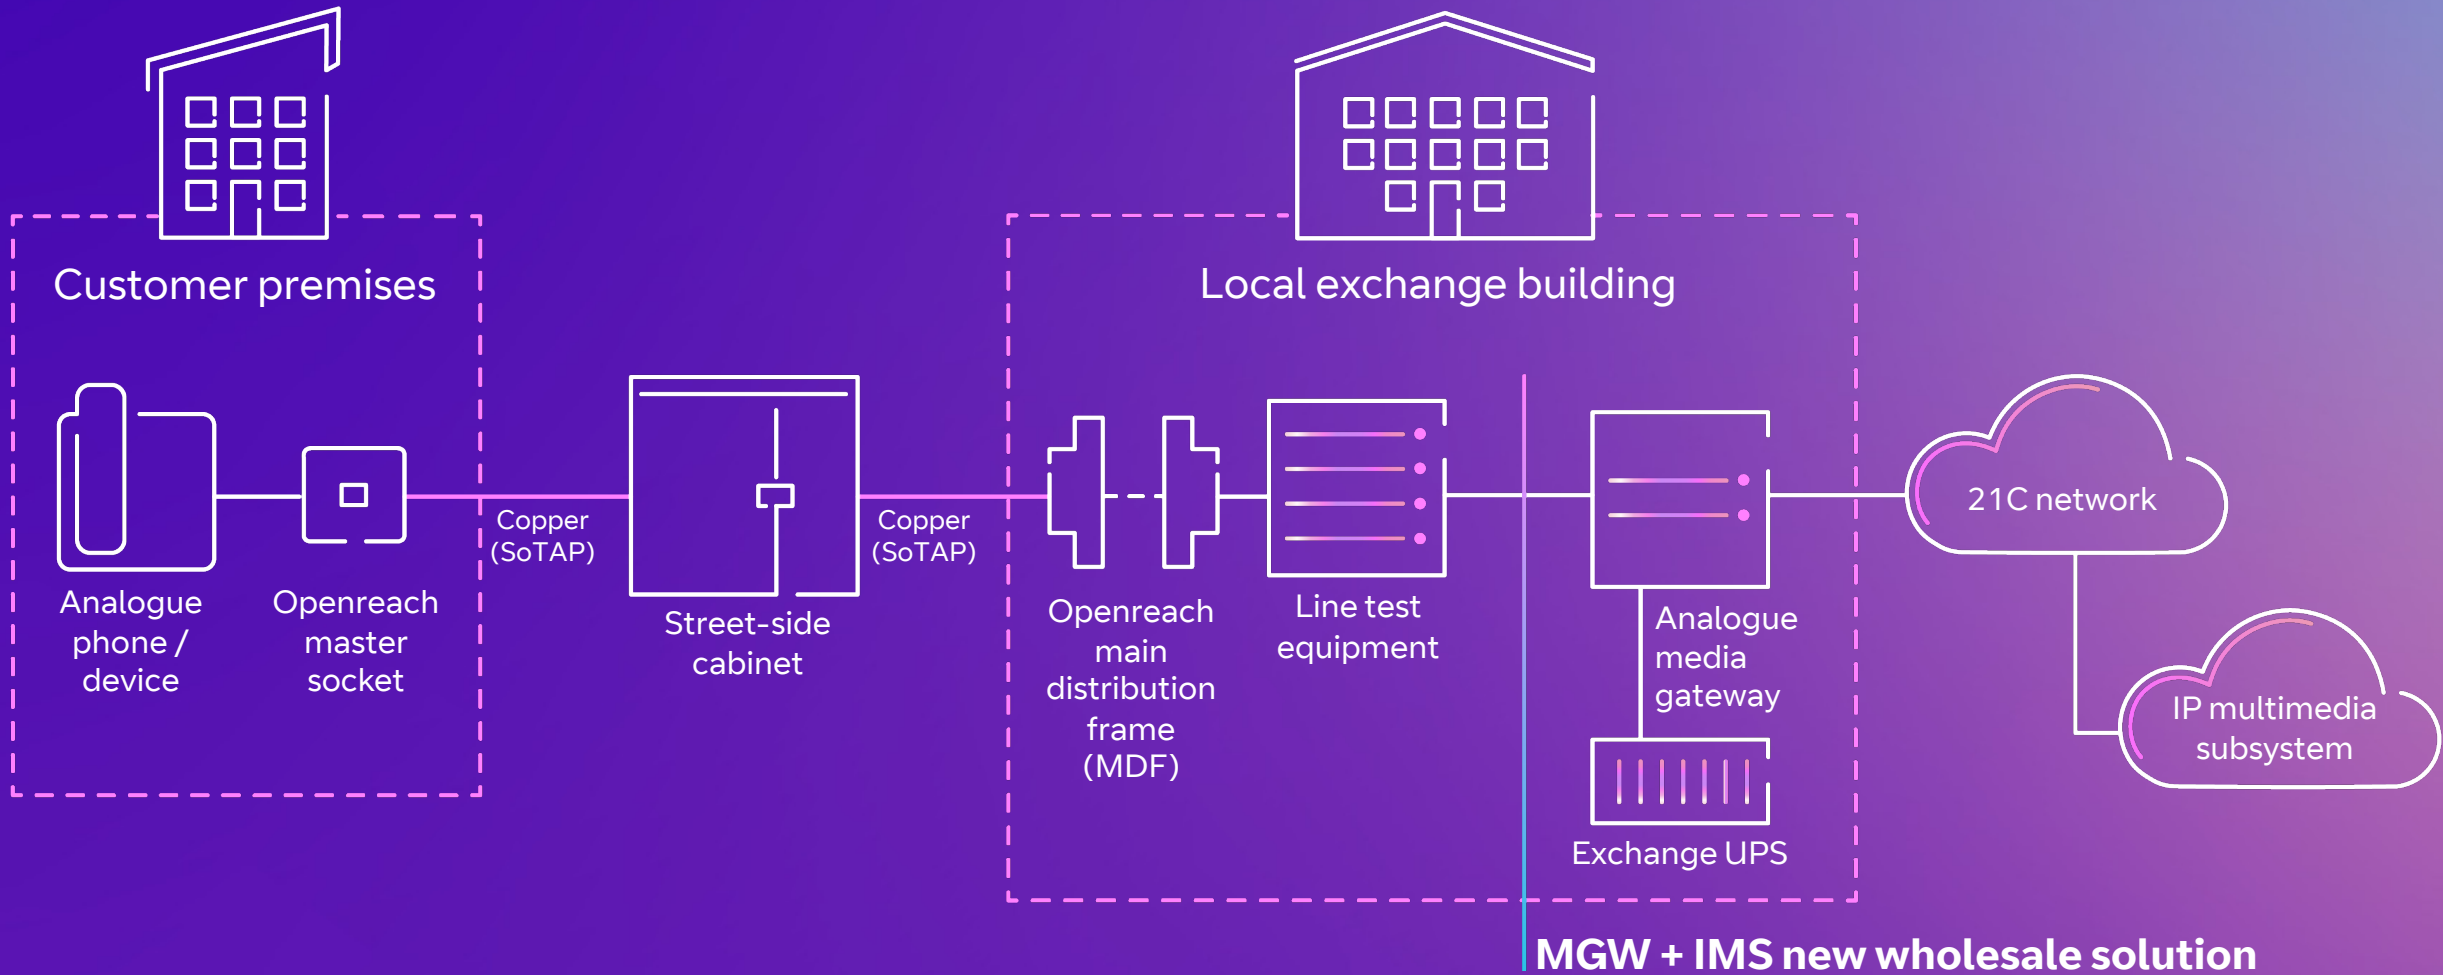 Customer premises
Local exchange building
Analogue
phone /
device
Openreach
master
socket
Copper
(SoTAP)
Street-side
cabinet
Copper
(SoTAP)
Openreach
main
distribution
frame
(MDF)
Line test
equipment
Analogue
media
gateway
Exchange UPS
21C network
IP multimedia
subsystem
MGW + IMS new wholesale solution